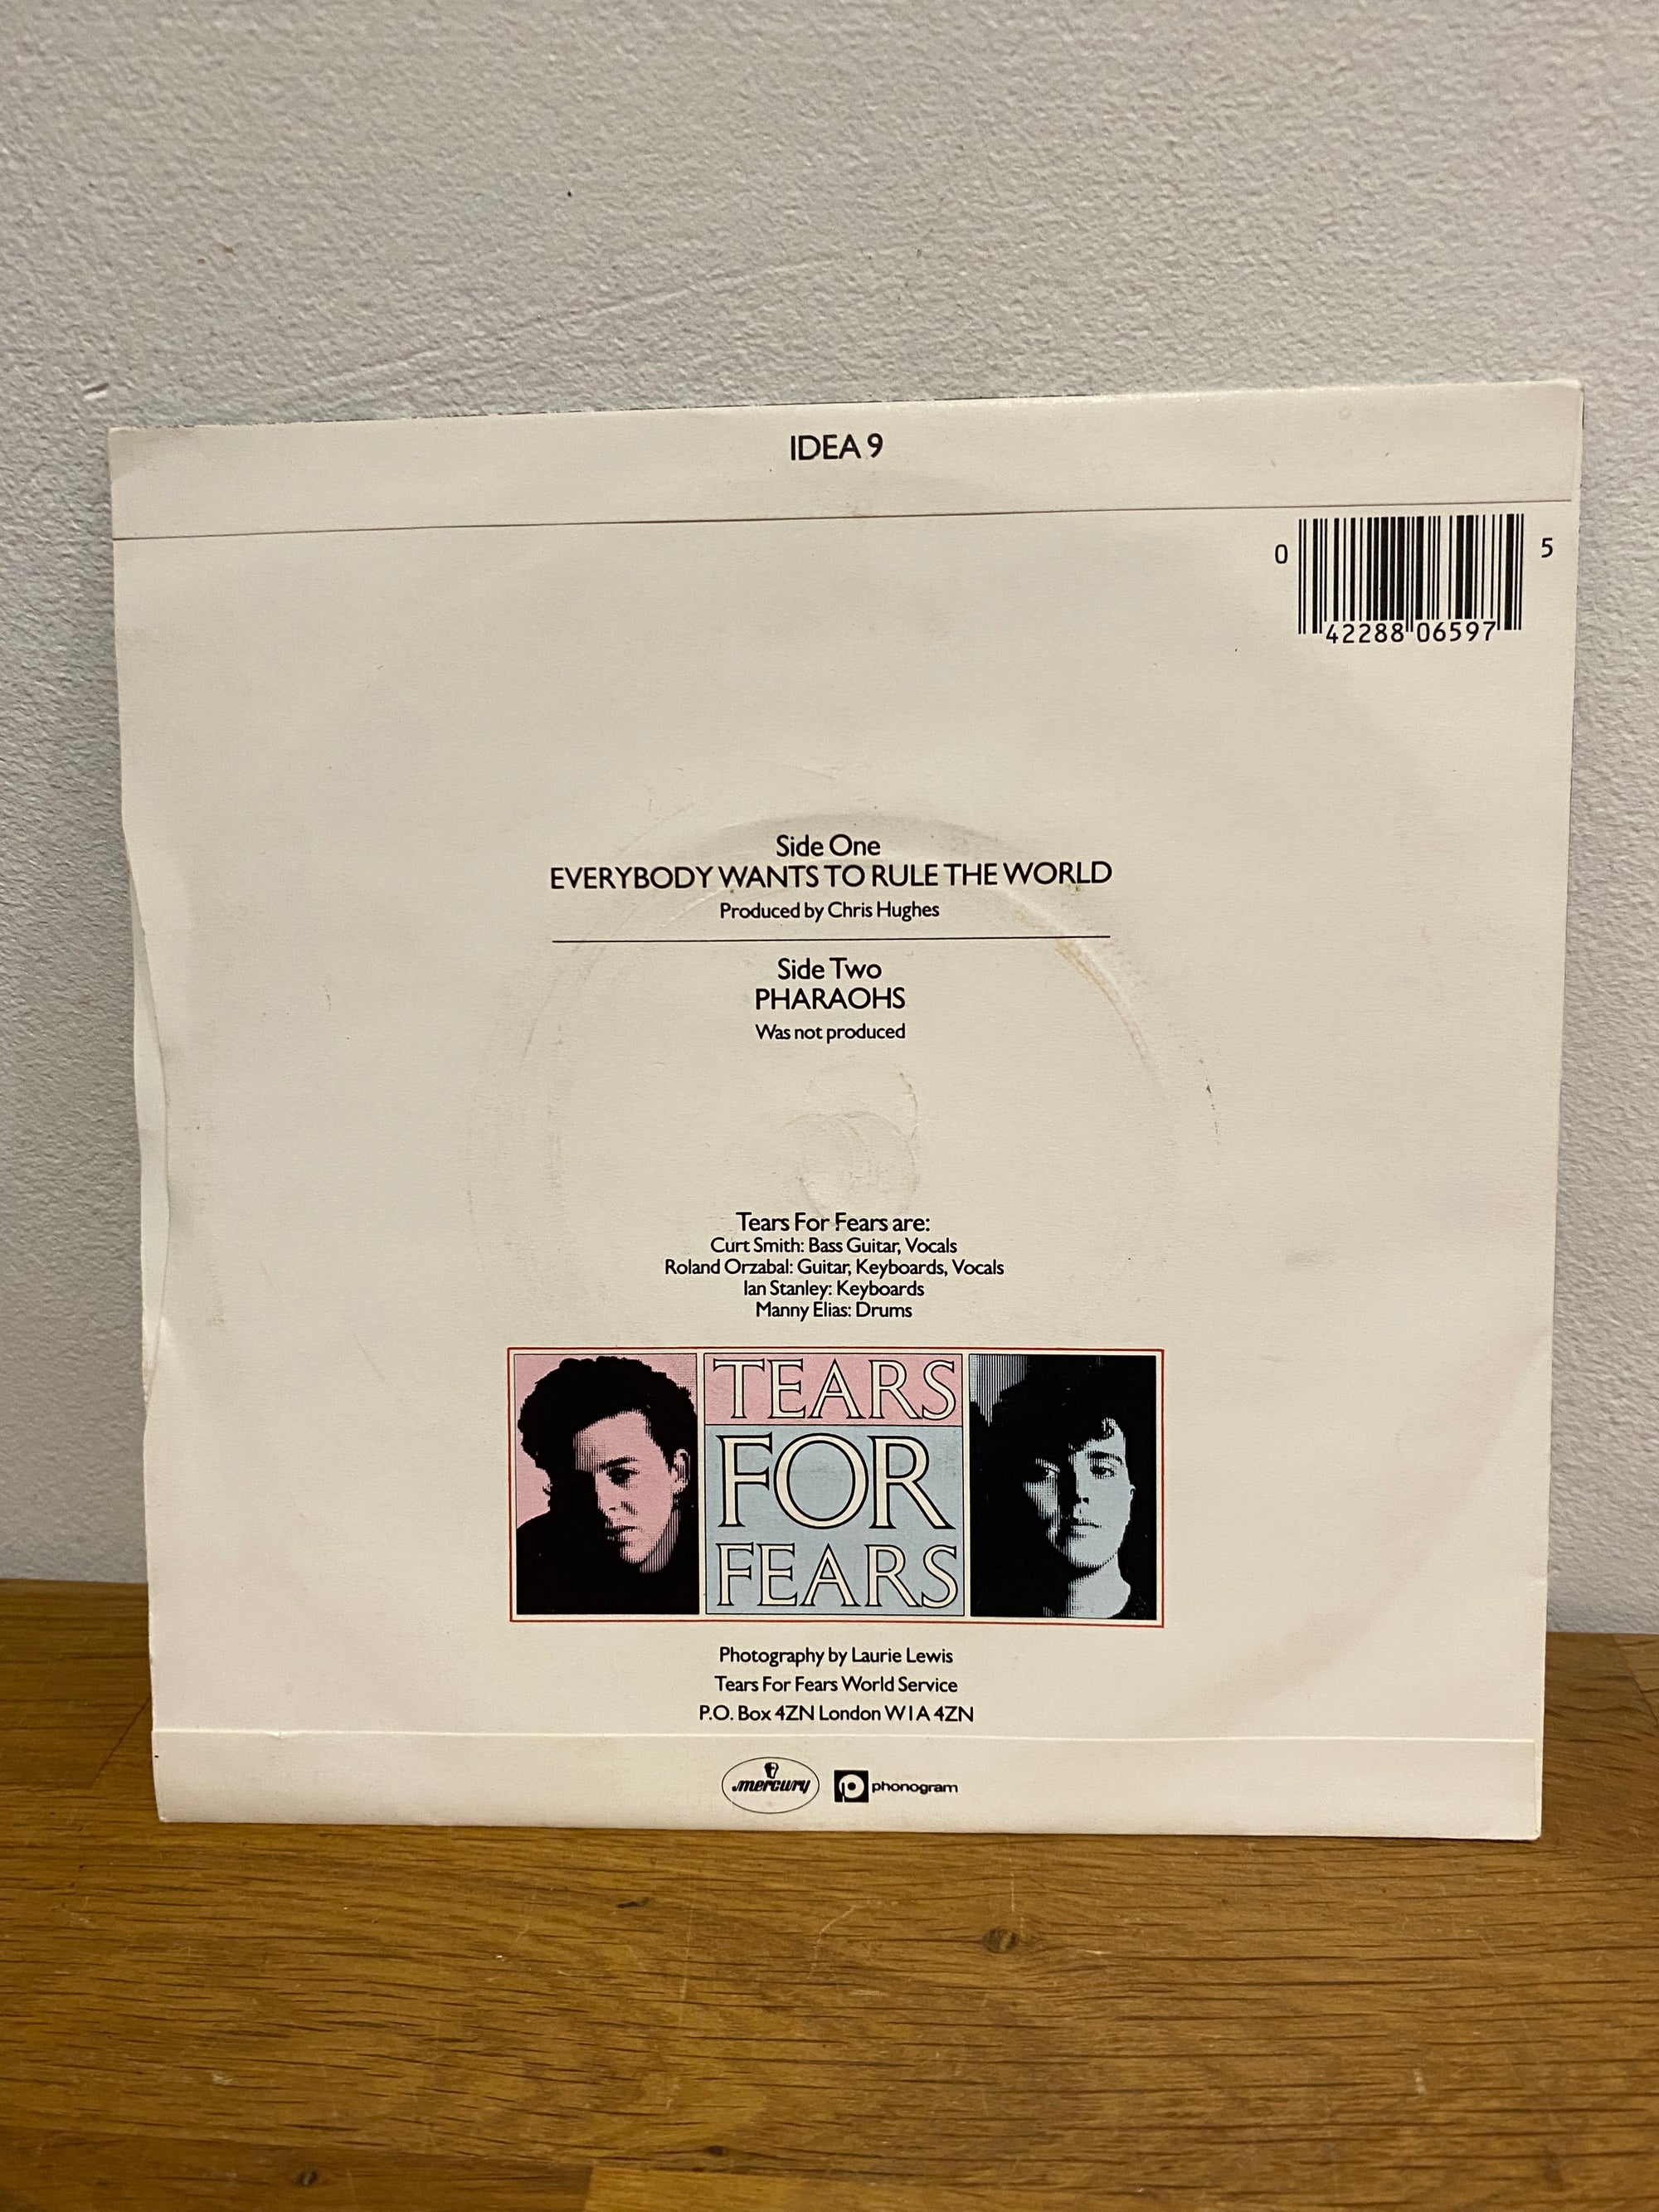 IDEA 9
0 42288 06597 5
Side One
EVERYBODY WANTS TO RULE THE WORLD
Produced by Chris Hughes
Side Two
PHARAOHS
Was not produced
Tears For Fears are:
Curt Smith: Bass Guitar, Vocals
Roland Orzabal: Guitar, Keyboards, Vocals
Ian Stanley: Keyboards
Manny Elias: Drums
TEARS
FOR
FEARS
Photography by Laurie Lewis
Tears For Fears World Service
P.O. Box 4ZN London W1A 4ZN
mercury phonogram